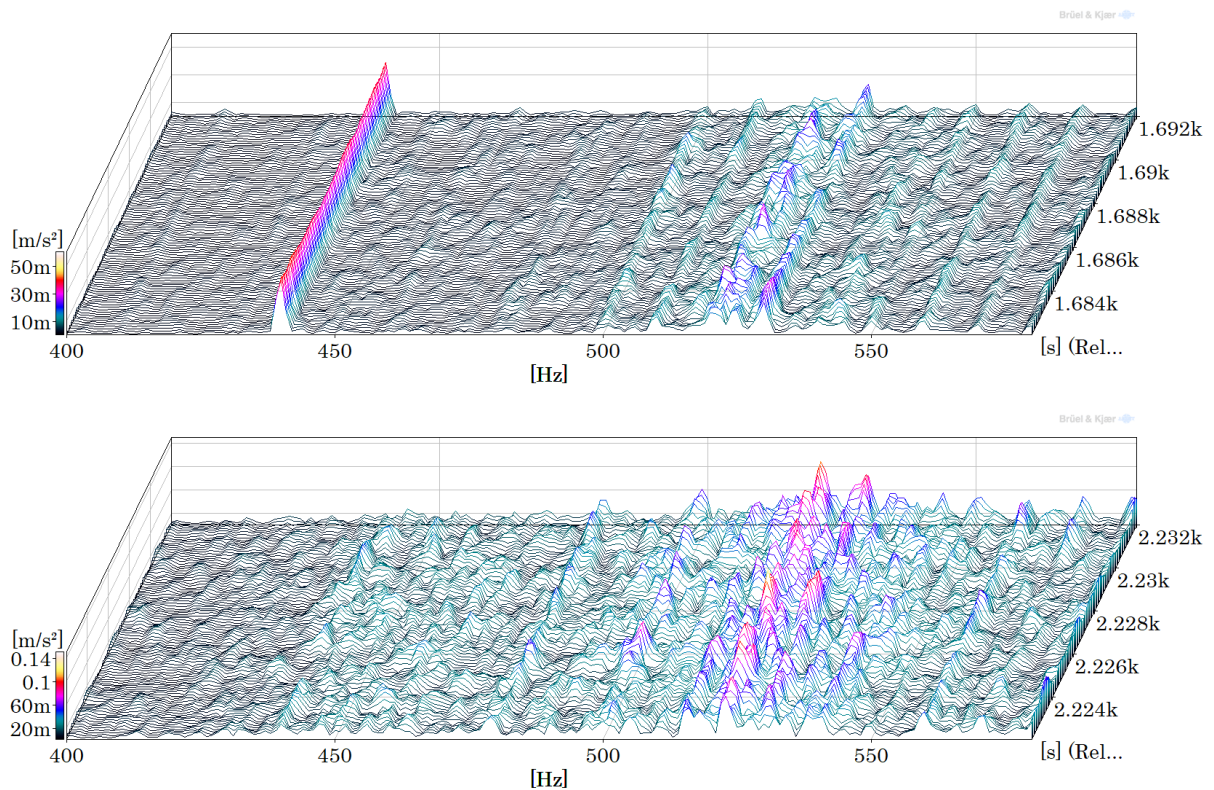 Brüel & Kjær
1.692k
1.69k
1.688k
1.686k
1.684k
[m/s²]
50m
30m
10m
400
450
500
550
[s] (Rel...
[Hz]
Brüel & Kjær
2.232k
2.23k
2.228k
2.226k
2.224k
[m/s²]
0.14
0.1
60m
20m
400
450
500
550
[s] (Rel...
[Hz]